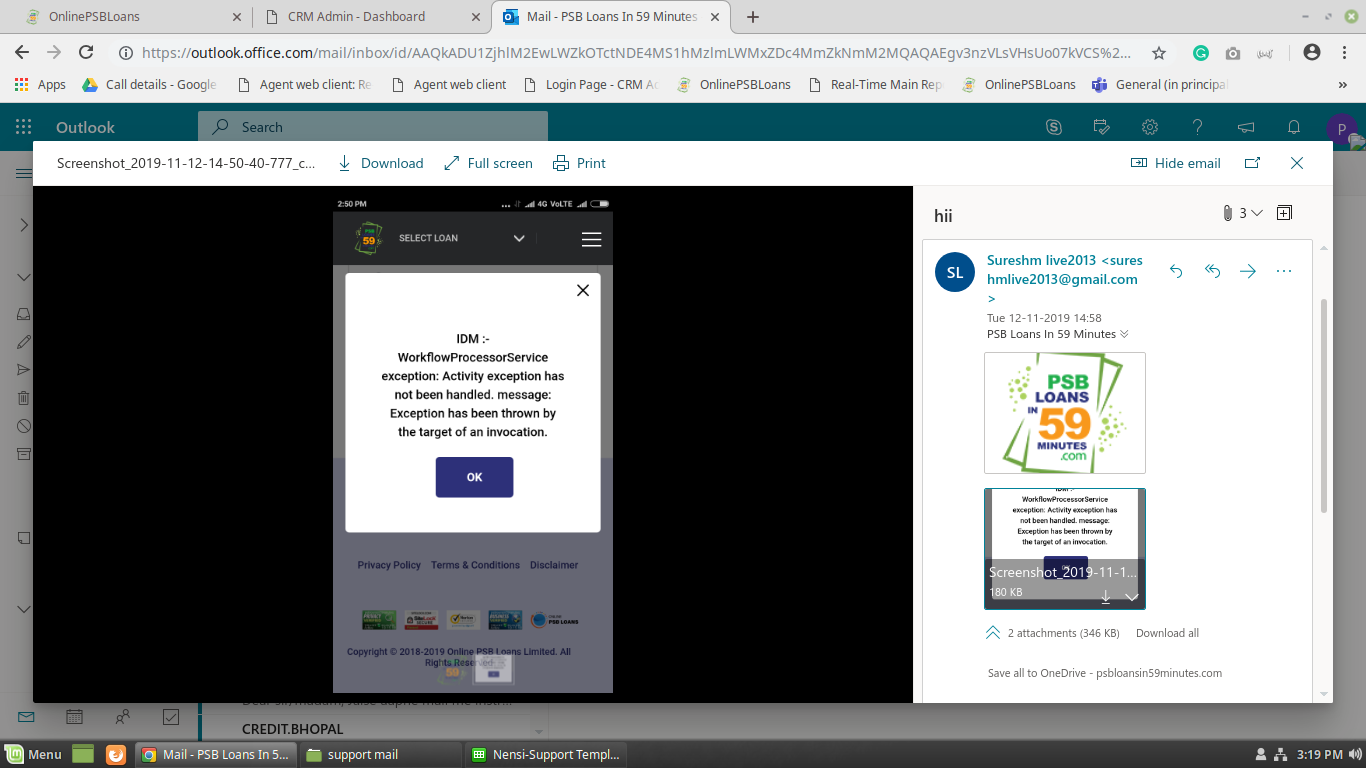 OnlinePSBLoans
CRM Admin - Dashboard
Mail - PSB Loans In 59 Minutes
https://outlook.office.com/mail/inbox/id/AAQkADU1ZjhlM2EwLWZkOTctNDE4MS1hMzlmLWMxZDc4MmZkNmM2MQAQAEgv3nzVLsVHsUo07kVCS%2...
Apps
Call details - Google
Agent web client: Re
Agent web client
Login Page - CRM Ac
OnlinePSBLoans
Real-Time Main Rep
OnlinePSBLoans
General (in principal
»
Outlook
Search
P
Screenshot_2019-11-12-14-50-40-777_c...
Download
Full screen
Print
Hide email
2:50 PM
... 4G VoLTE
PSB
59
SELECT LOAN
IDM :-
WorkflowProcessorService
exception: Activity exception has
not been handled. message:
Exception has been thrown by
the target of an invocation.
OK
Privacy Policy Terms & Conditions Disclaimer
ONLINE
PSB LOANS
Copyright © 2018-2019 Online PSB Loans Limited. All
Rights Reserved
59
hii
3
SL
Sureshm live2013 <sures
hmlive2013@gmail.com
>
Tue 12-11-2019 14:58
PSB Loans In 59 Minutes
PSB
LOANS
IN 59
MINUTES
.com
IDM :-
WorkflowProcessorService
exception: Activity exception has
not been handled. message:
Exception has been thrown by
the target of an invocation.
Screenshot_2019-11-1...
180 KB
2 attachments (346 KB)
Download all
Save all to OneDrive - psbloansin59minutes.com
CREDIT.BHOPAL
Menu
Mail - PSB Loans In 5...
support mail
Nensi-Support Templ...
3:19 PM